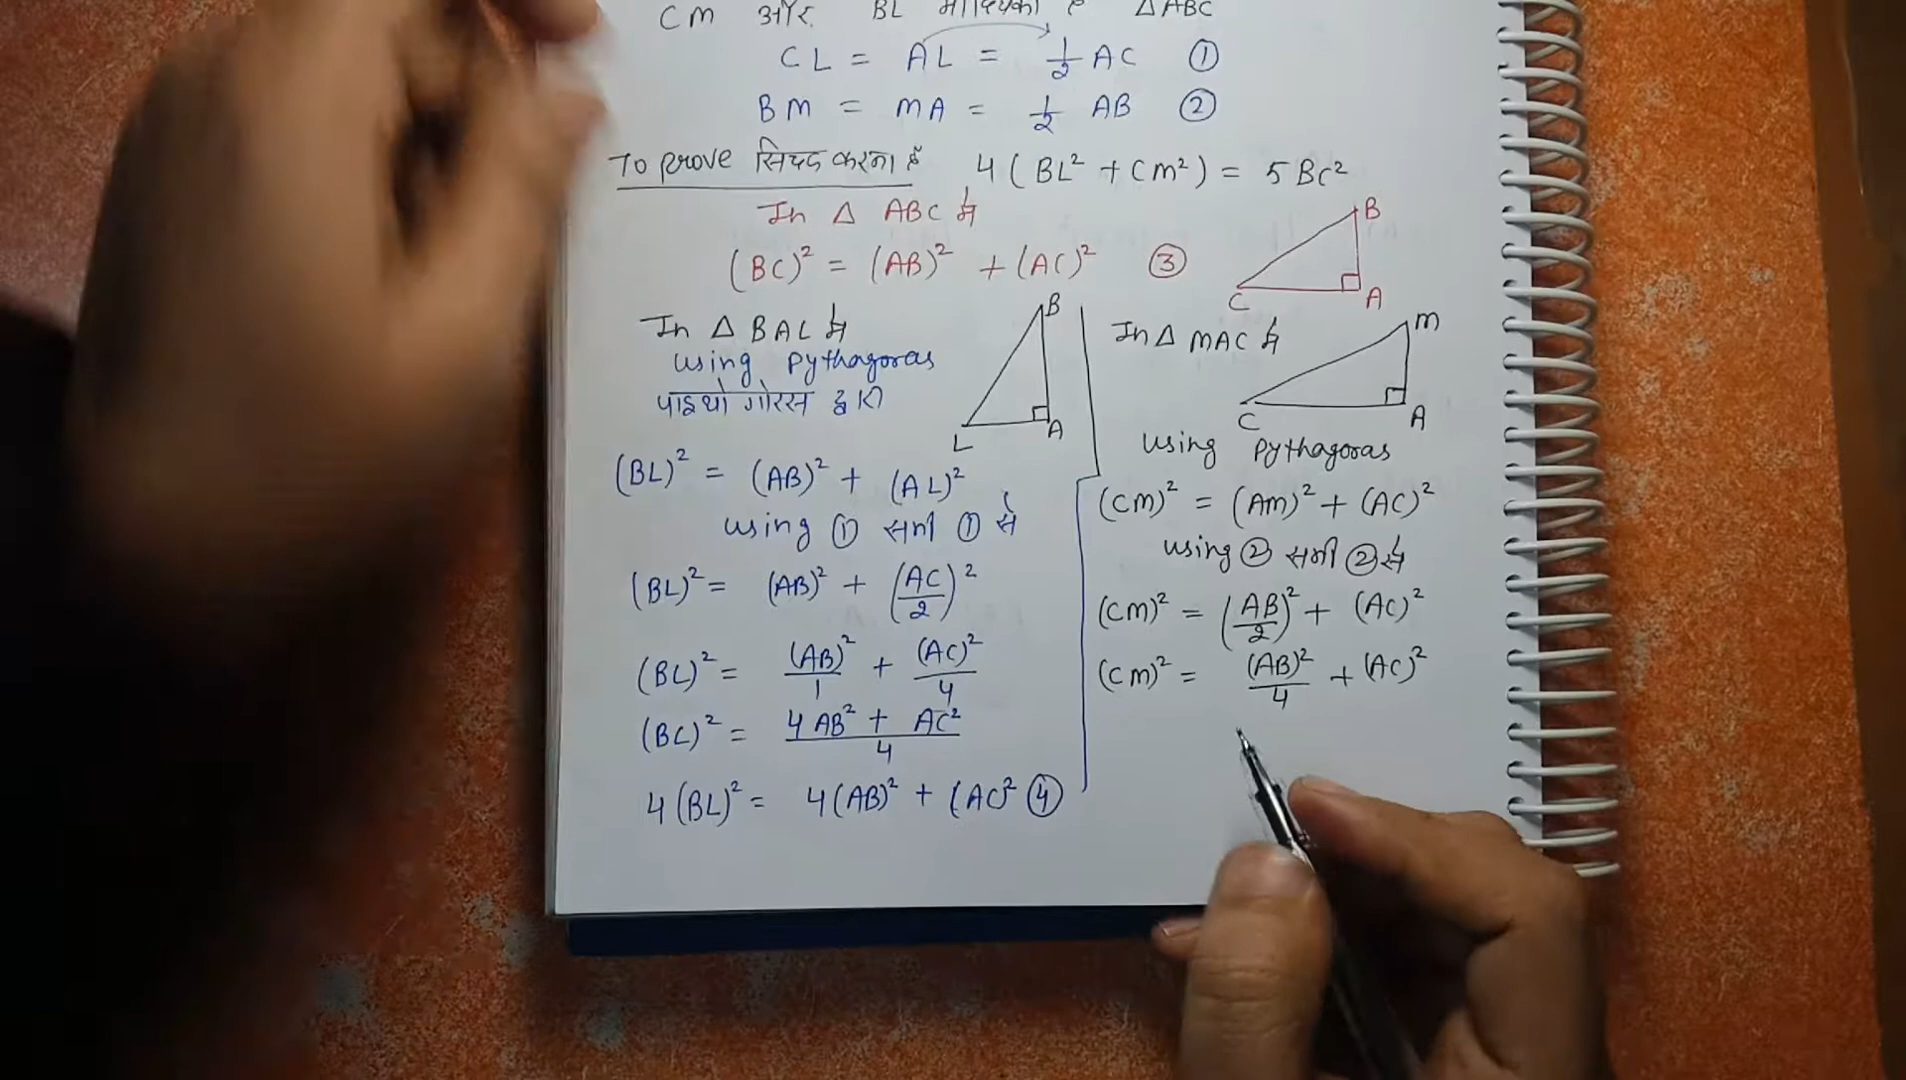 CM और BL माध्यिका है △ABC
CL = AL = 1/2 AC ①
BM = MA = 1/2 AB ②
To prove सिद्ध करना है 4(BL² + CM²) = 5BC²
In △ ABC में
(BC)² = (AB)² + (AC)² ③
B
C A
In △ BAL में
using pythagoras
पाइथोगोरस द्वारा
B
L A
(BL)² = (AB)² + (AL)²
using ① समी ① से
(BL)² = (AB)² + (AC/2)²
(BL)² = (AB)²/1 + (AC)²/4
(BL)² = 4AB² + AC²/4
4(BL)² = 4(AB)² + (AC)² ④
In △ MAC में
M
C A
using pythagoras
(CM)² = (AM)² + (AC)²
using ② समी ② से
(CM)² = (AB/2)² + (AC)²
(CM)² = (AB)²/4 + (AC)²